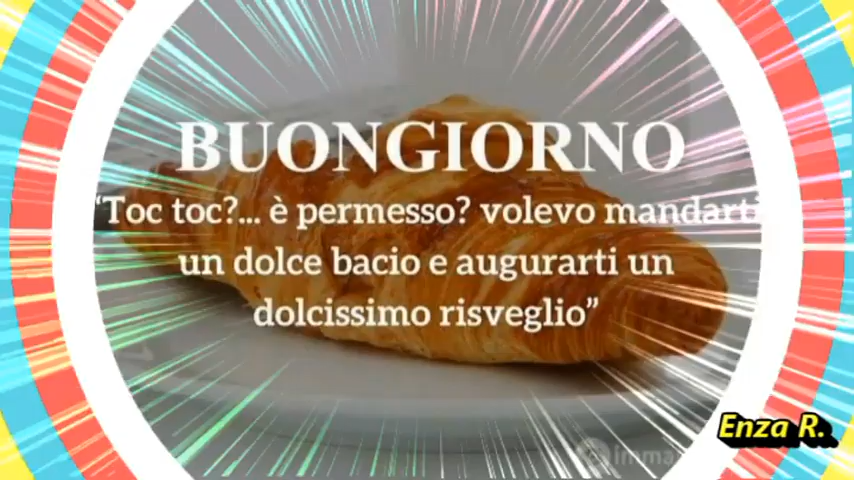 BUONGIORNO
“Toc toc?... è permesso? volevo mandarti
un dolce bacio e augurarti un
dolcissimo risveglio”
Enza R.